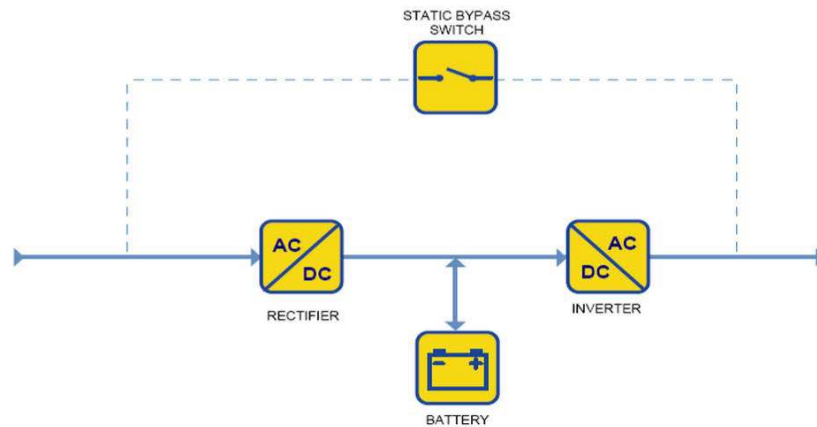 STATIC BYPASS
SWITCH
AC
DC
RECTIFIER
AC
DC
INVERTER
BATTERY